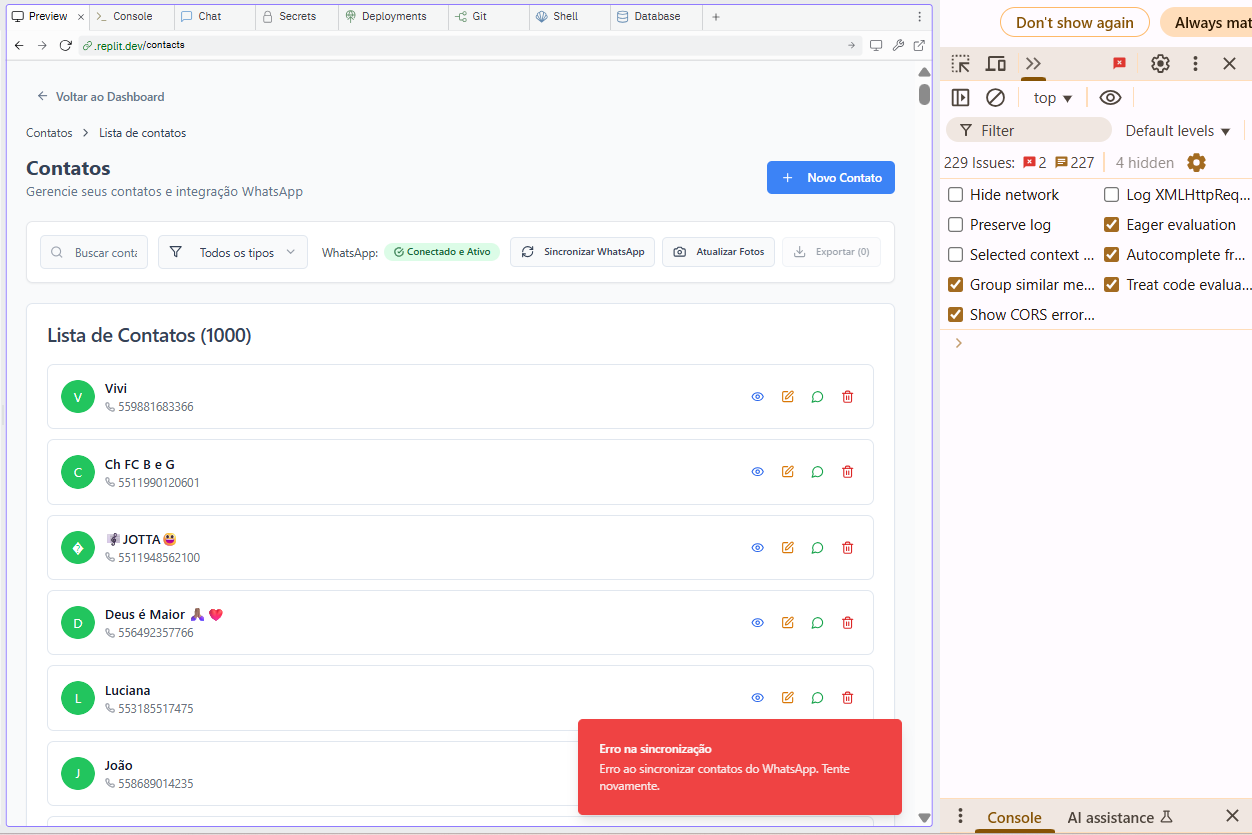 Preview
Console
Chat
Secrets
Deployments
Git
Shell
Database
.replit.dev/contacts
Voltar ao Dashboard
Contatos > Lista de contatos
Contatos
Gerencie seus contatos e integração WhatsApp
+ Novo Contato
Buscar conta
Todos os tipos
WhatsApp:
Conectado e Ativo
Sincronizar WhatsApp
Atualizar Fotos
Exportar (0)
Lista de Contatos (1000)
V
Vivi
559881683366
C
Ch FC B e G
5511990120601
�
🎼JOTTA😃
5511948562100
D
Deus é Maior 🙏🏽 ❤️
556492357766
L
Luciana
553185517475
J
João
558689014235
Erro na sincronização
Erro ao sincronizar contatos do WhatsApp. Tente
novamente.
Don't show again
Always mat
top
Filter
Default levels
229 Issues: 2 227
4 hidden
Hide network
Log XMLHttpReq...
Preserve log
Eager evaluation
Selected context ...
Autocomplete fr...
Group similar me...
Treat code evalua...
Show CORS error...
Console
AI assistance